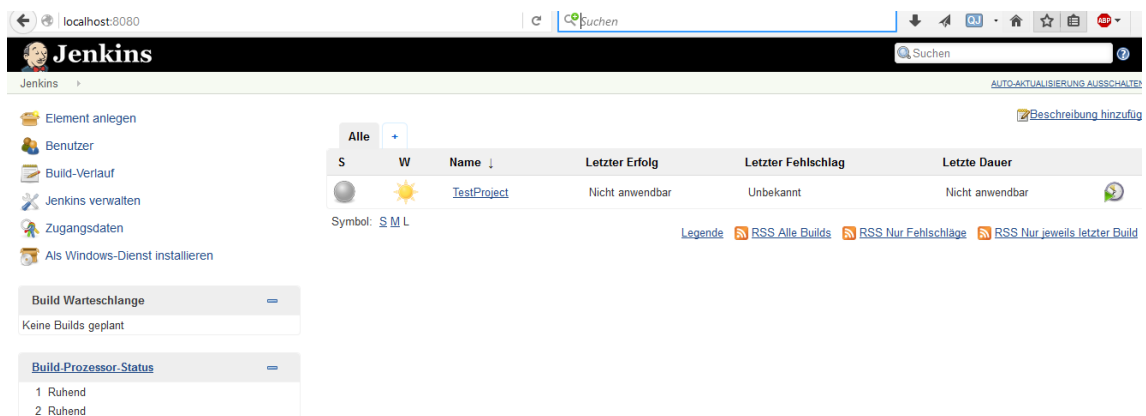 localhost:8080 Suchen QJ ABP
Jenkins Suchen
Jenkins AUTO-AKTUALISIERUNG AUSSCHALTEN
Element anlegen
Beschreibung hinzufüg
Benutzer
Build-Verlauf
Jenkins verwalten
Zugangsdaten
Als Windows-Dienst installieren
Build Warteschlange
Keine Builds geplant
Build-Prozessor-Status
1 Ruhend
2 Ruhend
Alle +
S W Name ↓ Letzter Erfolg Letzter Fehlschlag Letzte Dauer
TestProject Nicht anwendbar Unbekannt Nicht anwendbar
Symbol: S M L
Legende RSS Alle Builds RSS Nur Fehlschläge RSS Nur jeweils letzter Build